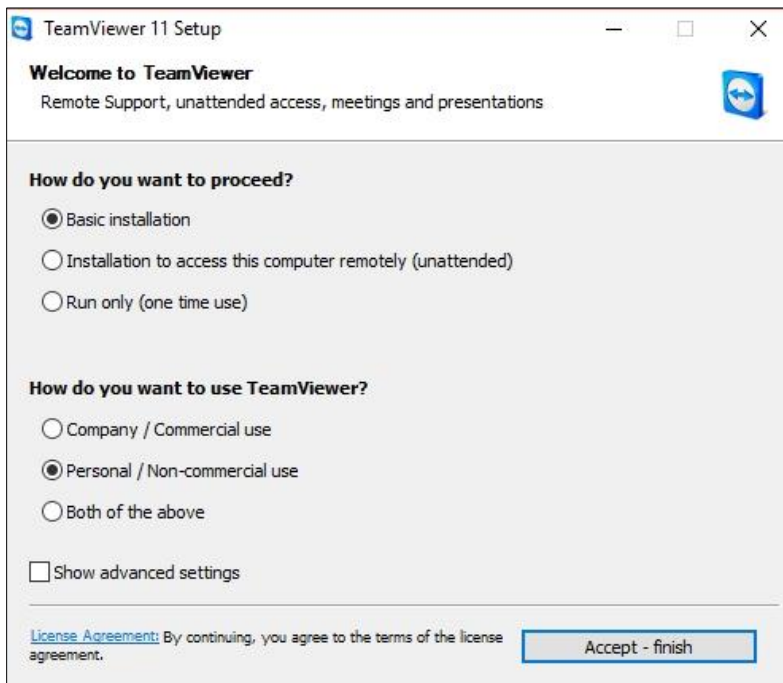 TeamViewer 11 Setup
Welcome to TeamViewer
Remote Support, unattended access, meetings and presentations
How do you want to proceed?
Basic installation
Installation to access this computer remotely (unattended)
Run only (one time use)
How do you want to use TeamViewer?
Company / Commercial use
Personal / Non-commercial use
Both of the above
Show advanced settings
License Agreement: By continuing, you agree to the terms of the license
agreement.
Accept - finish